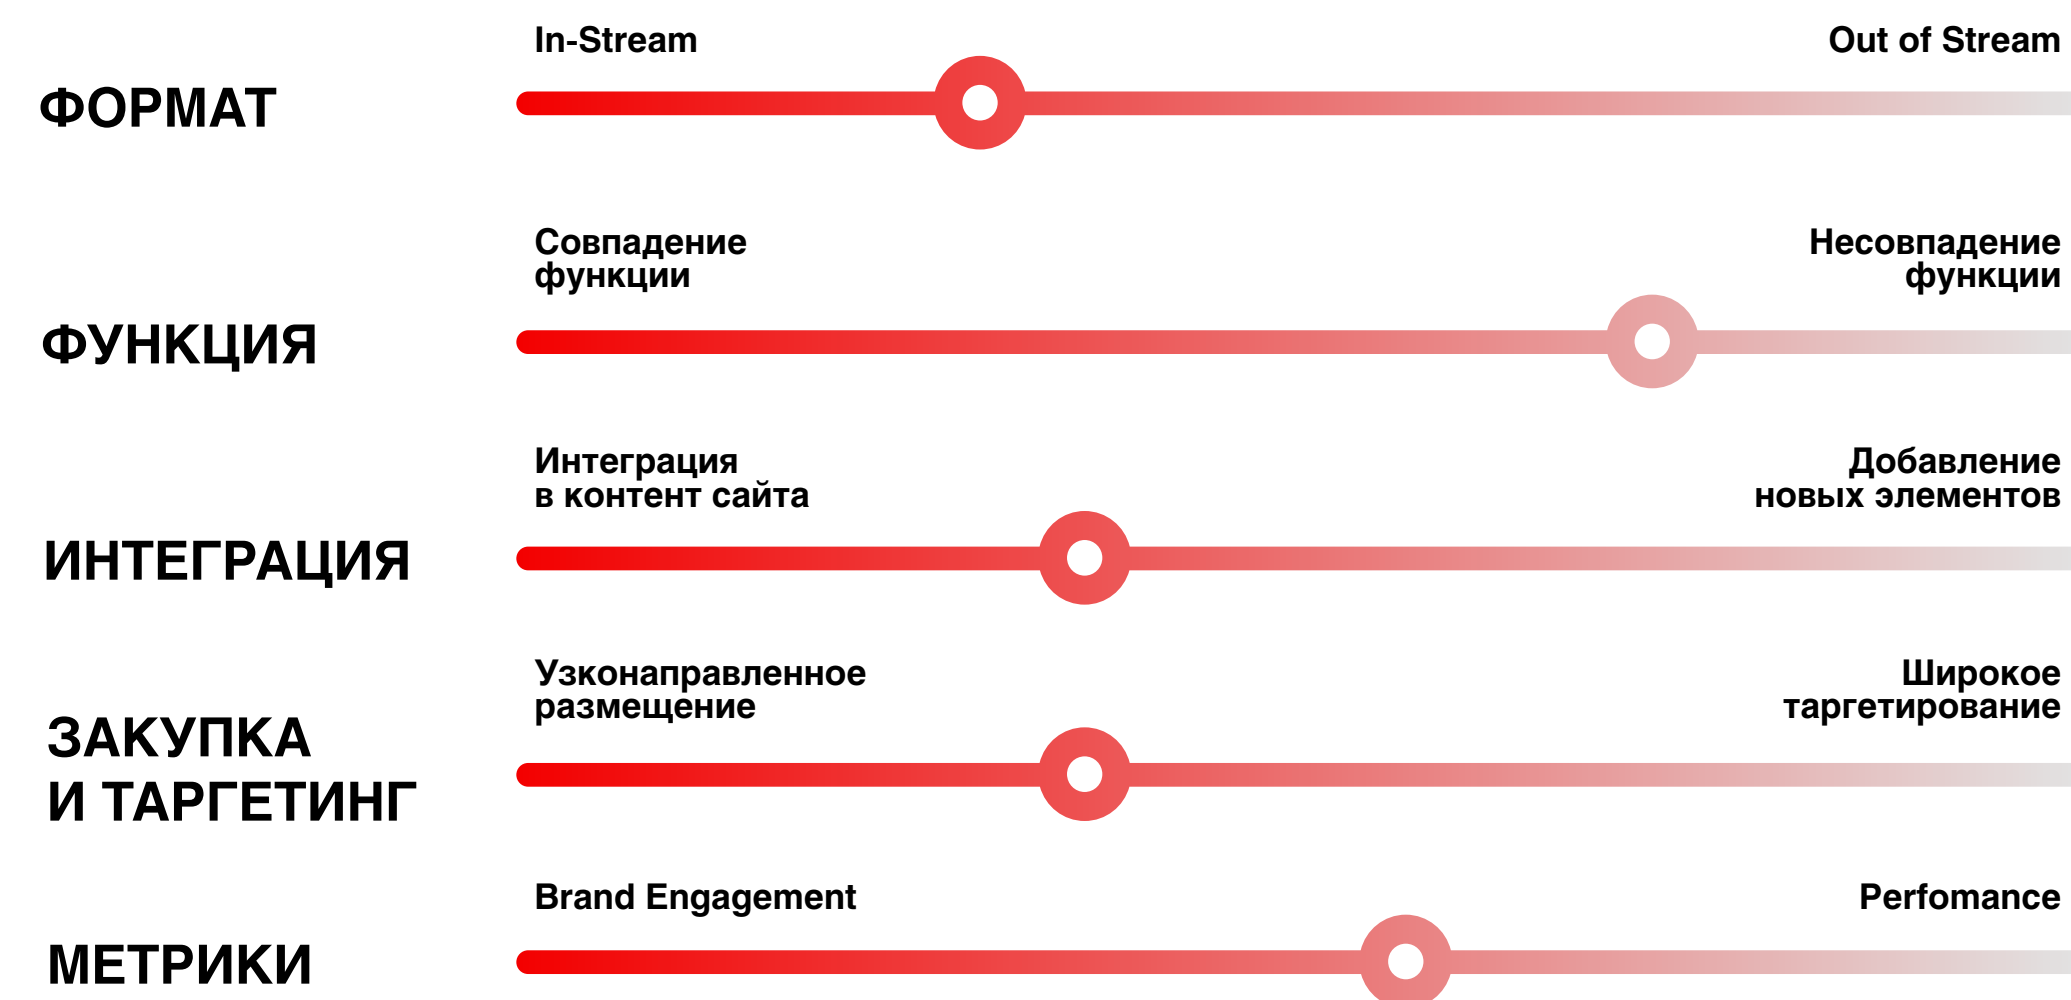 In-Stream
Out of Stream
ФОРМАТ
Совпадение
функции
Несовпадение
функции
ФУНКЦИЯ
Интеграция
в контент сайта
Добавление
новых элементов
ИНТЕГРАЦИЯ
Узконаправленное
размещение
Широкое
таргетирование
ЗАКУПКА
И ТАРГЕТИНГ
Brand Engagement
Perfomance
МЕТРИКИ